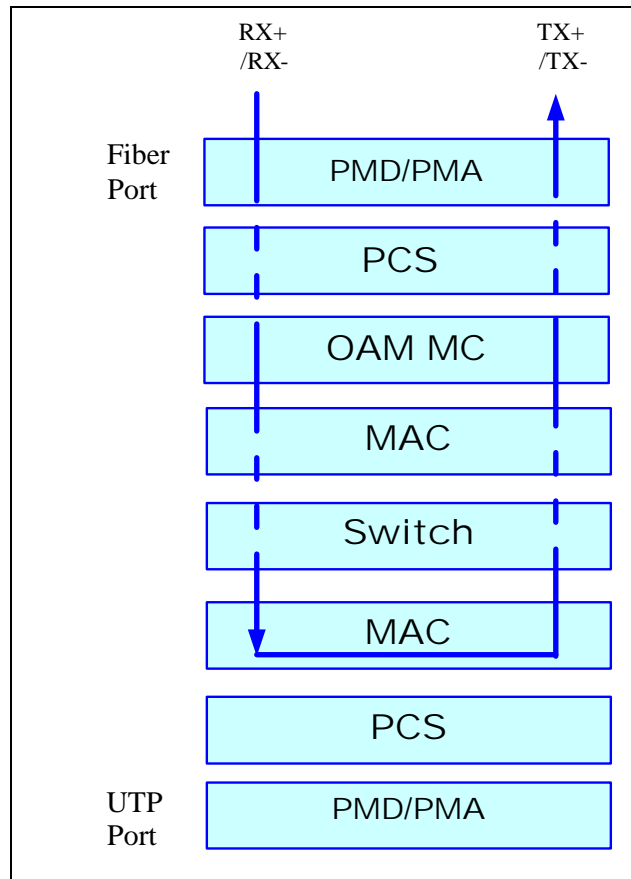 RX+
/RX-
TX+
/TX-
Fiber
Port
PMD/PMA
PCS
OAM MC
MAC
Switch
MAC
PCS
UTP
Port
PMD/PMA